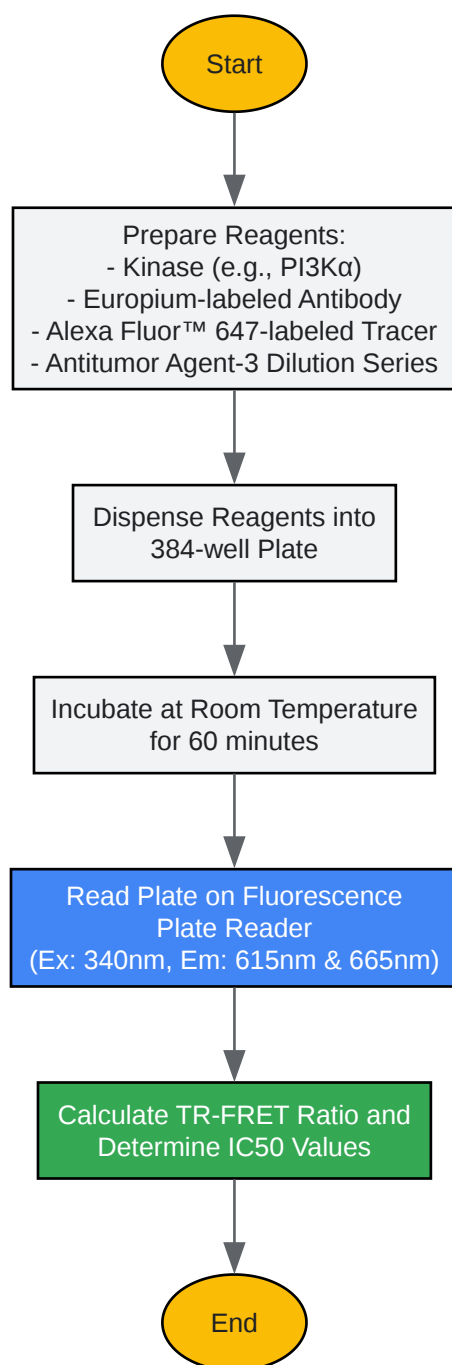 Start
Prepare Reagents:
- Kinase (e.g., PI3Kα)
- Europium-labeled Antibody
- Alexa Fluor™ 647-labeled Tracer
- Antitumor Agent-3 Dilution Series
Dispense Reagents into
384-well Plate
Incubate at Room Temperature
for 60 minutes
Read Plate on Fluorescence
Plate Reader
(Ex: 340nm, Em: 615nm & 665nm)
Calculate TR-FRET Ratio and
Determine IC50 Values
End